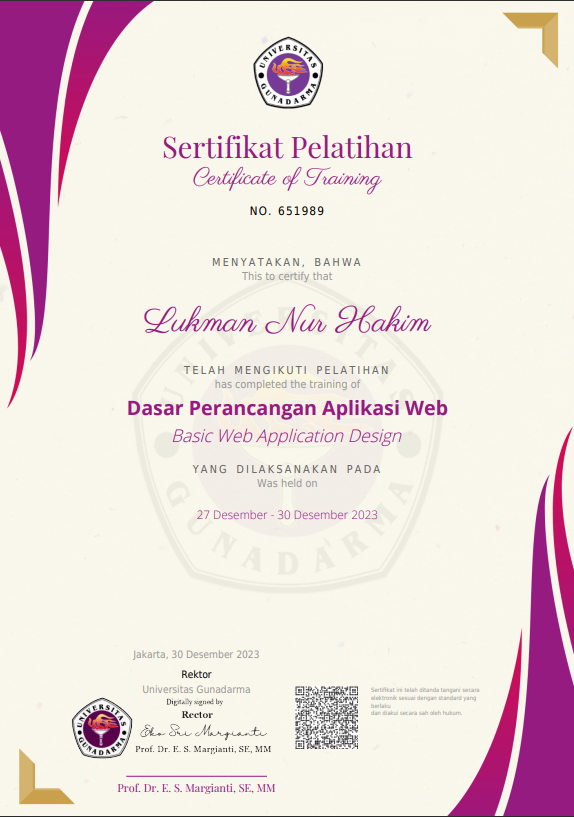 UNIVERSITAS
GUNADARMA
Sertifikat Pelatihan
Certificate of Training
NO. 651989
MENYATAKAN, BAHWA
This to certify that
Lukman Nur Hakim
TELAH MENGIKUTI PELATIHAN
has completed the training of
Dasar Perancangan Aplikasi Web
Basic Web Application Design
YANG DILAKSANAKAN PADA
Was held on
27 Desember - 30 Desember 2023
UNIVERSITAS
GUNADARMA
Jakarta, 30 Desember 2023
Rektor
Universitas Gunadarma
Digitally signed by
Rector
Eko Sri Margianti
Prof. Dr. E. S. Margianti, SE, MM
UNIVERSITAS
GUNADARMA
Prof. Dr. E. S. Margianti, SE, MM
Sertifikat ini telah ditanda tangani secara
elektronik sesuai dengan standard yang
berlaku
dan diakui secara sah oleh hukum.